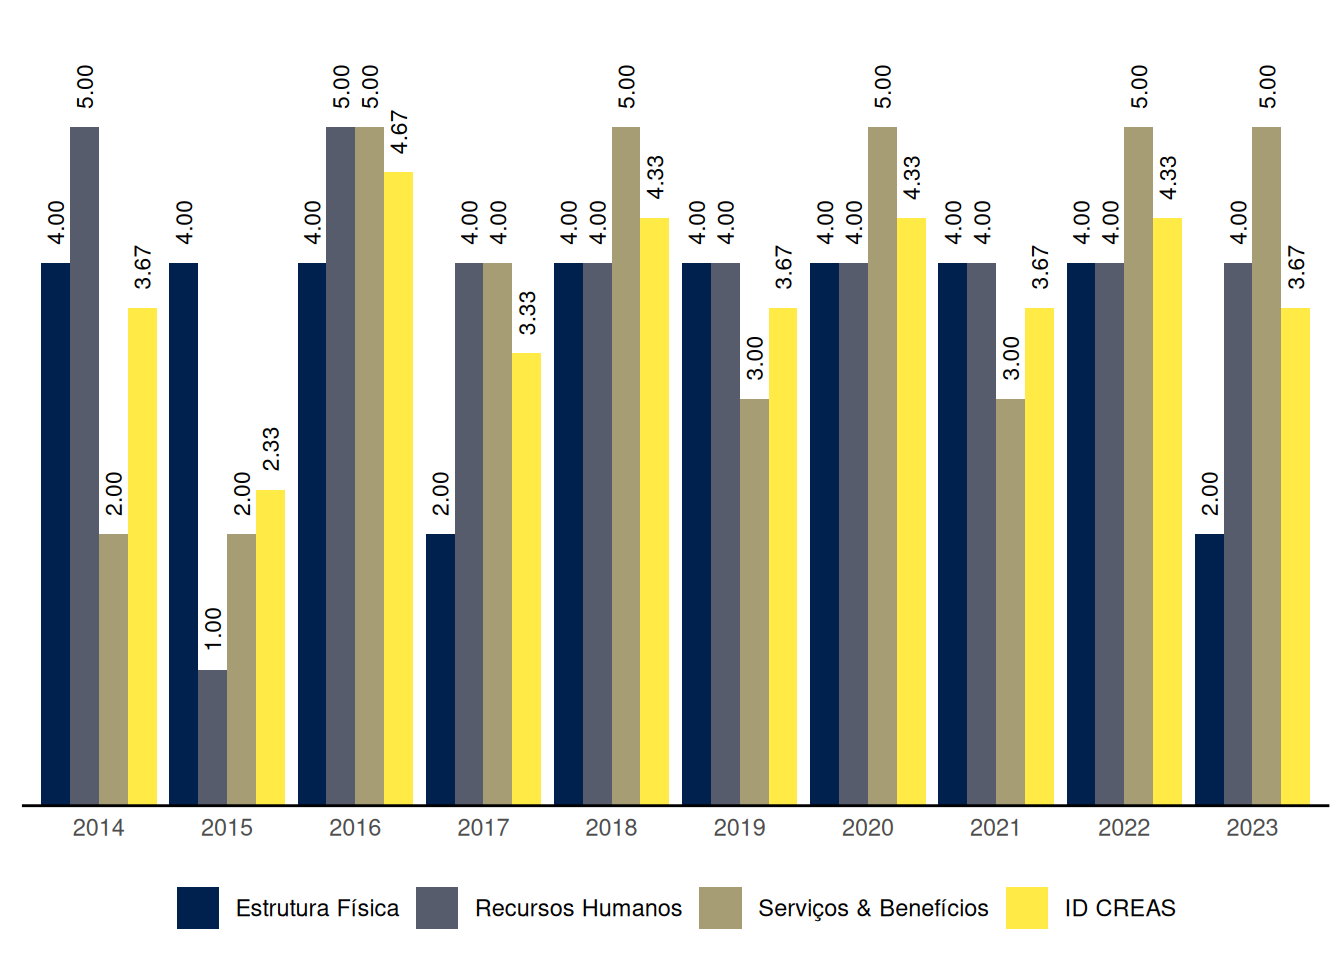 4.00 5.00 2.00 3.67
4.00 1.00 2.00 2.33
4.00 5.00 5.00 4.67
2.00 4.00 4.00 3.33
4.00 4.00 5.00 4.33
4.00 4.00 3.00 3.67
4.00 4.00 5.00 4.33
4.00 4.00 3.00 3.67
4.00 4.00 5.00 4.33
2.00 4.00 5.00 3.67
2014 2015 2016 2017 2018 2019 2020 2021 2022 2023
Estrutura Física Recursos Humanos Serviços & Benefícios ID CREAS